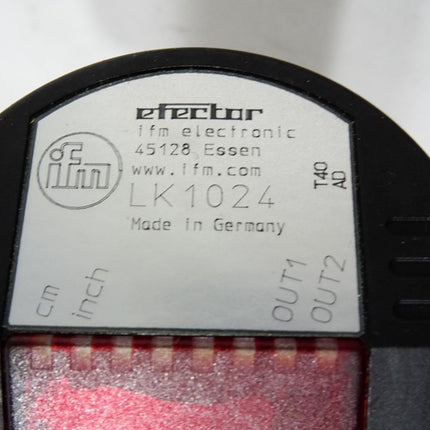 efector
ifm electronic
45128 Essen
www.ifm.com
ifm
LK1024
Made in Germany
T40
AD
cm
inch
OUT1
OUT2